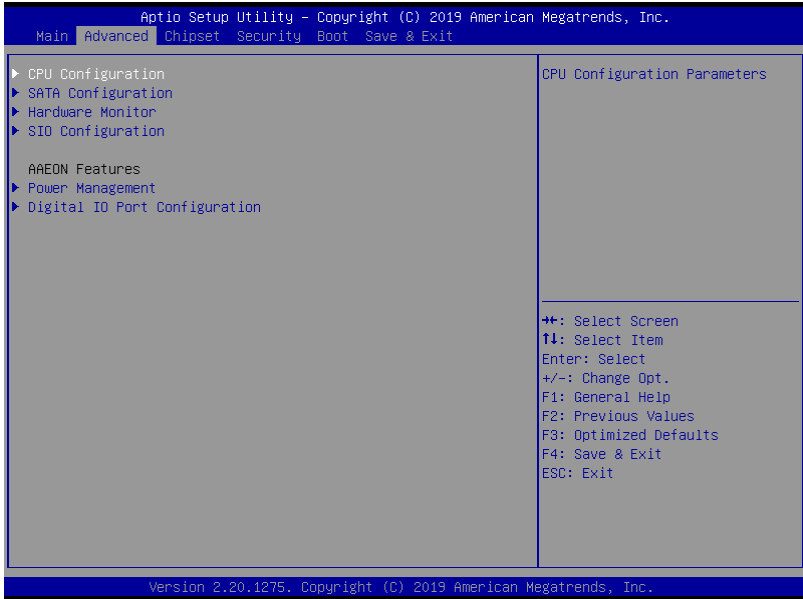 Aptio Setup Utility – Copyright (C) 2019 American Megatrends, Inc.
Main Advanced Chipset Security Boot Save & Exit
CPU Configuration
SATA Configuration
Hardware Monitor
SIO Configuration
AAEON Features
Power Management
Digital IO Port Configuration
CPU Configuration Parameters
→←: Select Screen
↑↓: Select Item
Enter: Select
+/-: Change Opt.
F1: General Help
F2: Previous Values
F3: Optimized Defaults
F4: Save & Exit
ESC: Exit
Version 2.20.1275. Copyright (C) 2019 American Megatrends, Inc.